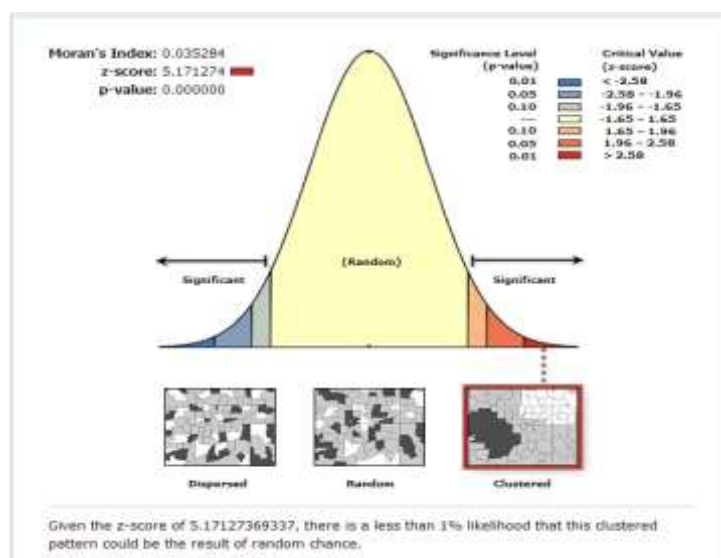 Moran's Index: 0.035284
z-score: 5.171274
p-value: 0.000000
Significance Level
(p-value)
Critical Value
(z-score)
0.01 < -2.58
0.05 -2.58 - -1.96
0.10 -1.96 - -1.65
— -1.65 - 1.65
0.10 1.65 - 1.96
0.05 1.96 - 2.58
0.01 > 2.58
(Random)
Significant
Significant
Dispersed
Random
Clustered
Given the z-score of 5.17127369337, there is a less than 1% likelihood that this clustered
pattern could be the result of random chance.